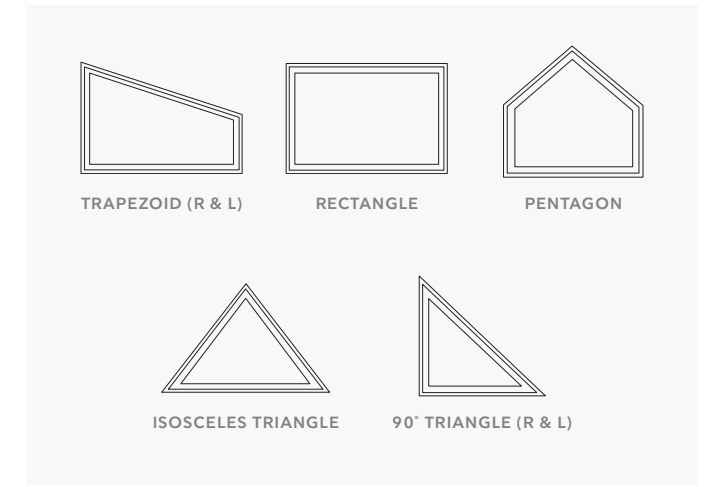 TRAPEZOID (R & L)
RECTANGLE
PENTAGON
ISOSCELES TRIANGLE
90° TRIANGLE (R & L)